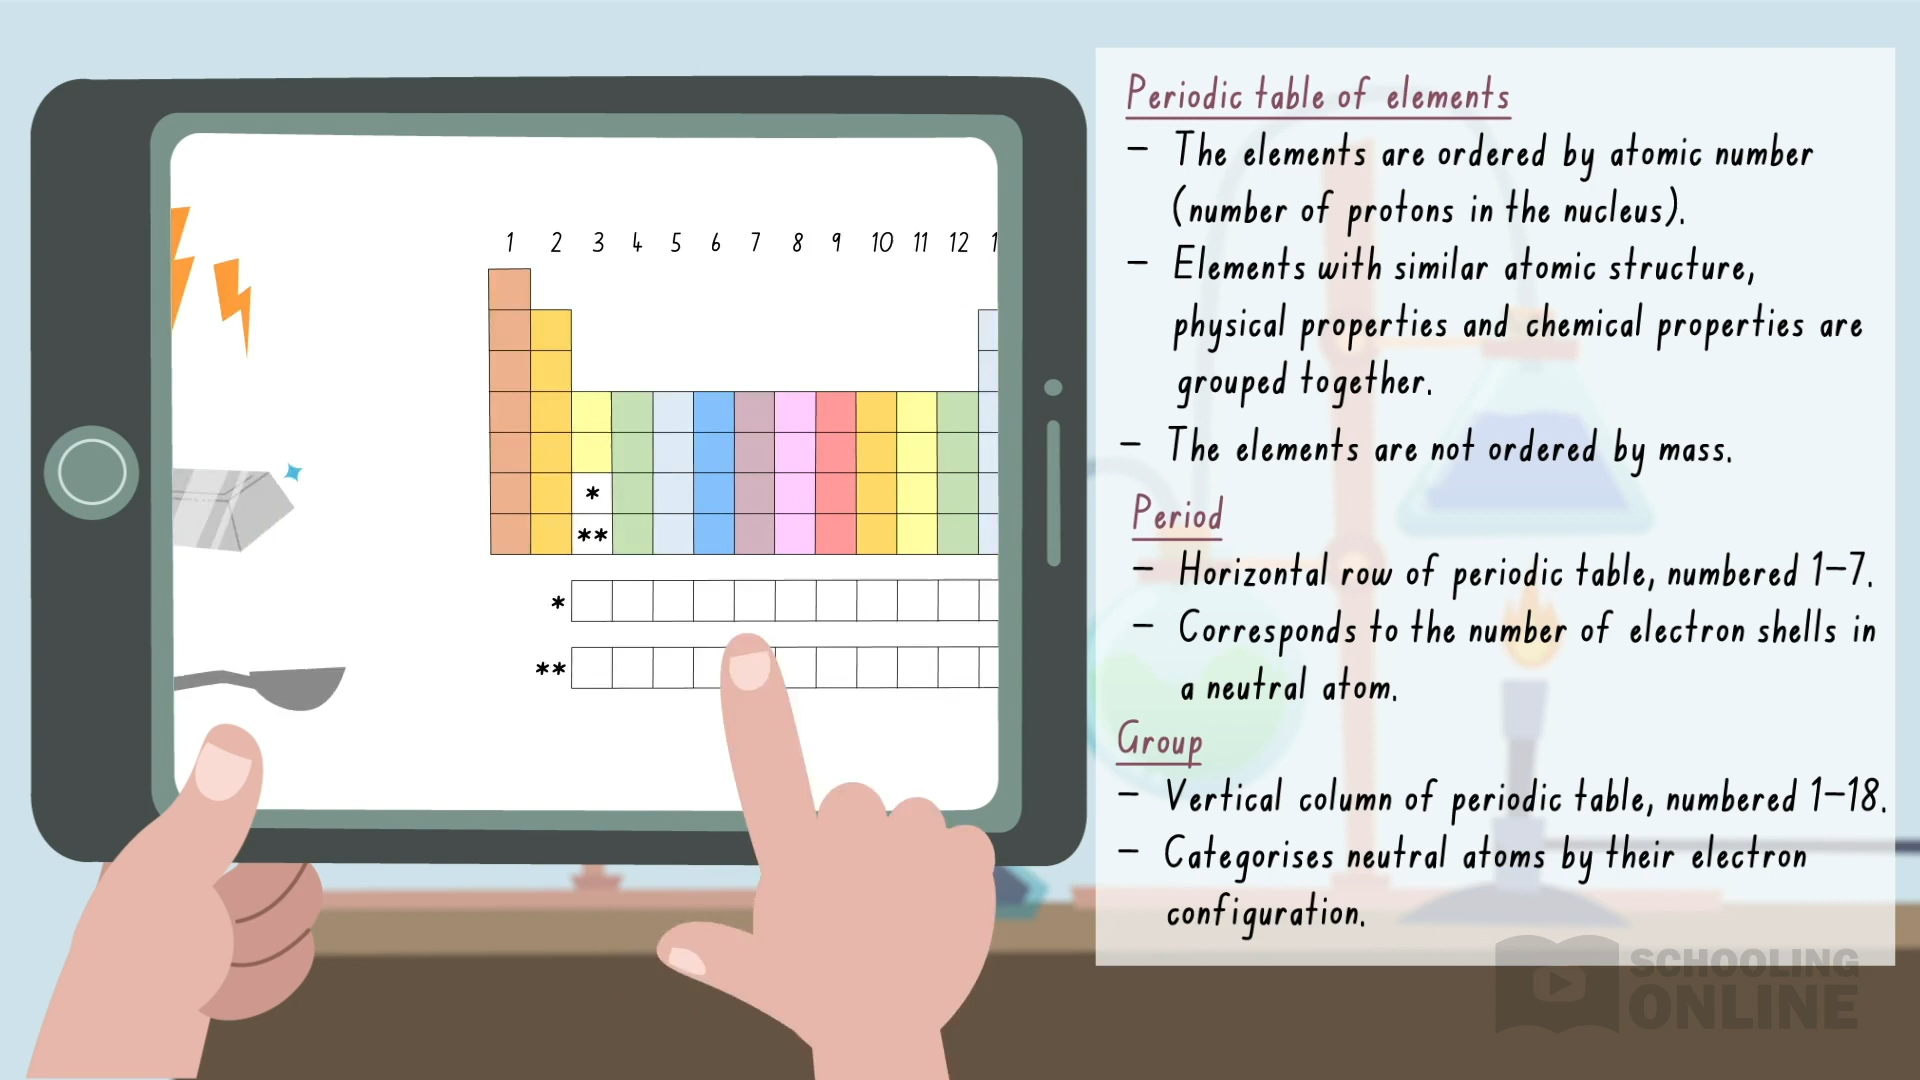 1 2 3 4 5 6 7 8 9 10 11 12 1
*
**
*
**
Periodic table of elements
– The elements are ordered by atomic number
(number of protons in the nucleus).
– Elements with similar atomic structure,
physical properties and chemical properties are
grouped together.
– The elements are not ordered by mass.
Period
– Horizontal row of periodic table, numbered 1–7.
– Corresponds to the number of electron shells in
a neutral atom.
Group
– Vertical column of periodic table, numbered 1–18.
– Categorises neutral atoms by their electron
configuration.
SCHOOLING
ONLINE